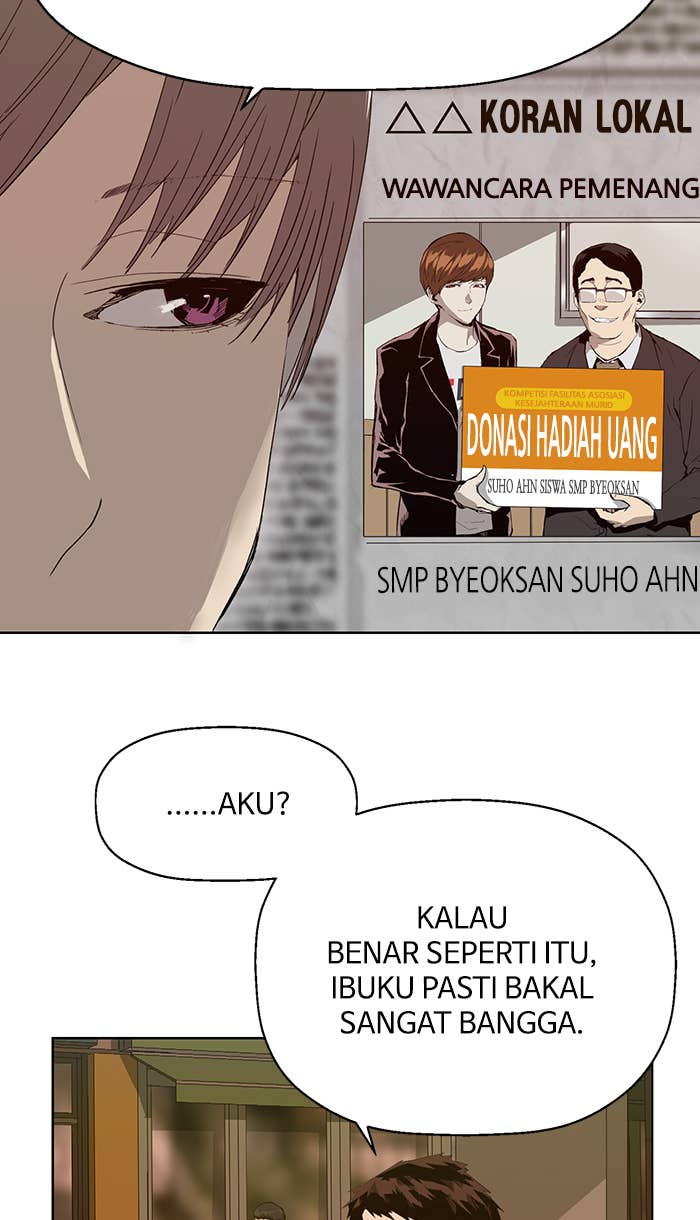 △△KORAN LOKAL
WAWANCARA PEMENANG
KOMPETISI FASILITAS ASOSIASI
KESEJAHTERAAN MURID
DONASI HADIAH UANG
SUHO AHN SISWA SMP BYEOKSAN
SMP BYEOKSAN SUHO AHN
......AKU?
KALAU
BENAR SEPERTI ITU,
IBUKU PASTI BAKAL
SANGAT BANGGA.